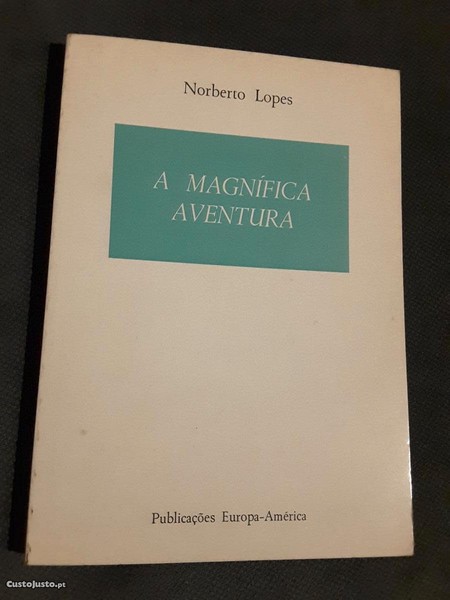 Norberto Lopes
A MAGNÍFICA
AVENTURA
Publicações Europa-América
CustoJusto.pt